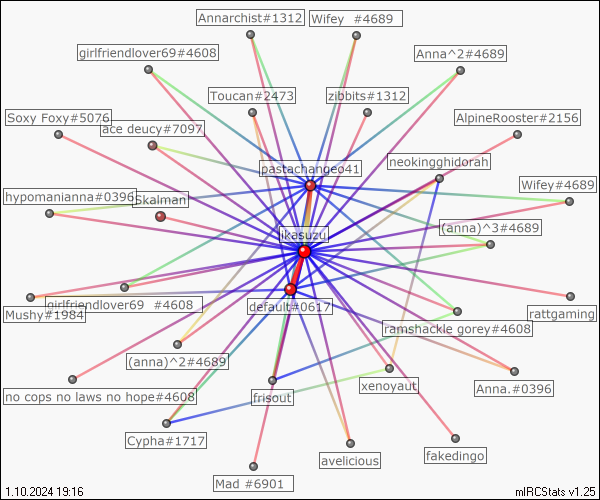 Annarchist#1312
Wifey #4689
girlfriendlover69#4608
Anna^2#4689
Toucan#2473
zibbits#1312
Soxy Foxy#5076
ace deucy#7097
AlpineRooster#2156
pastachangeo41
neokingghidorah
hypomanianna#0396
Skalman
Wifey#4689
(anna)^3#4689
jikasuzu
girlfriendlover69 #4608
default#0617
Mushy#1984
rattgaming
ramshackle gorey#4608
(anna)^2#4689
xenoyaut
Anna.#0396
no cops no laws no hope#4608
frisout
Cypha#1717
fakedingo
avelicious
Mad #6901
1.10.2024 19:16
mIRCStats v1.25